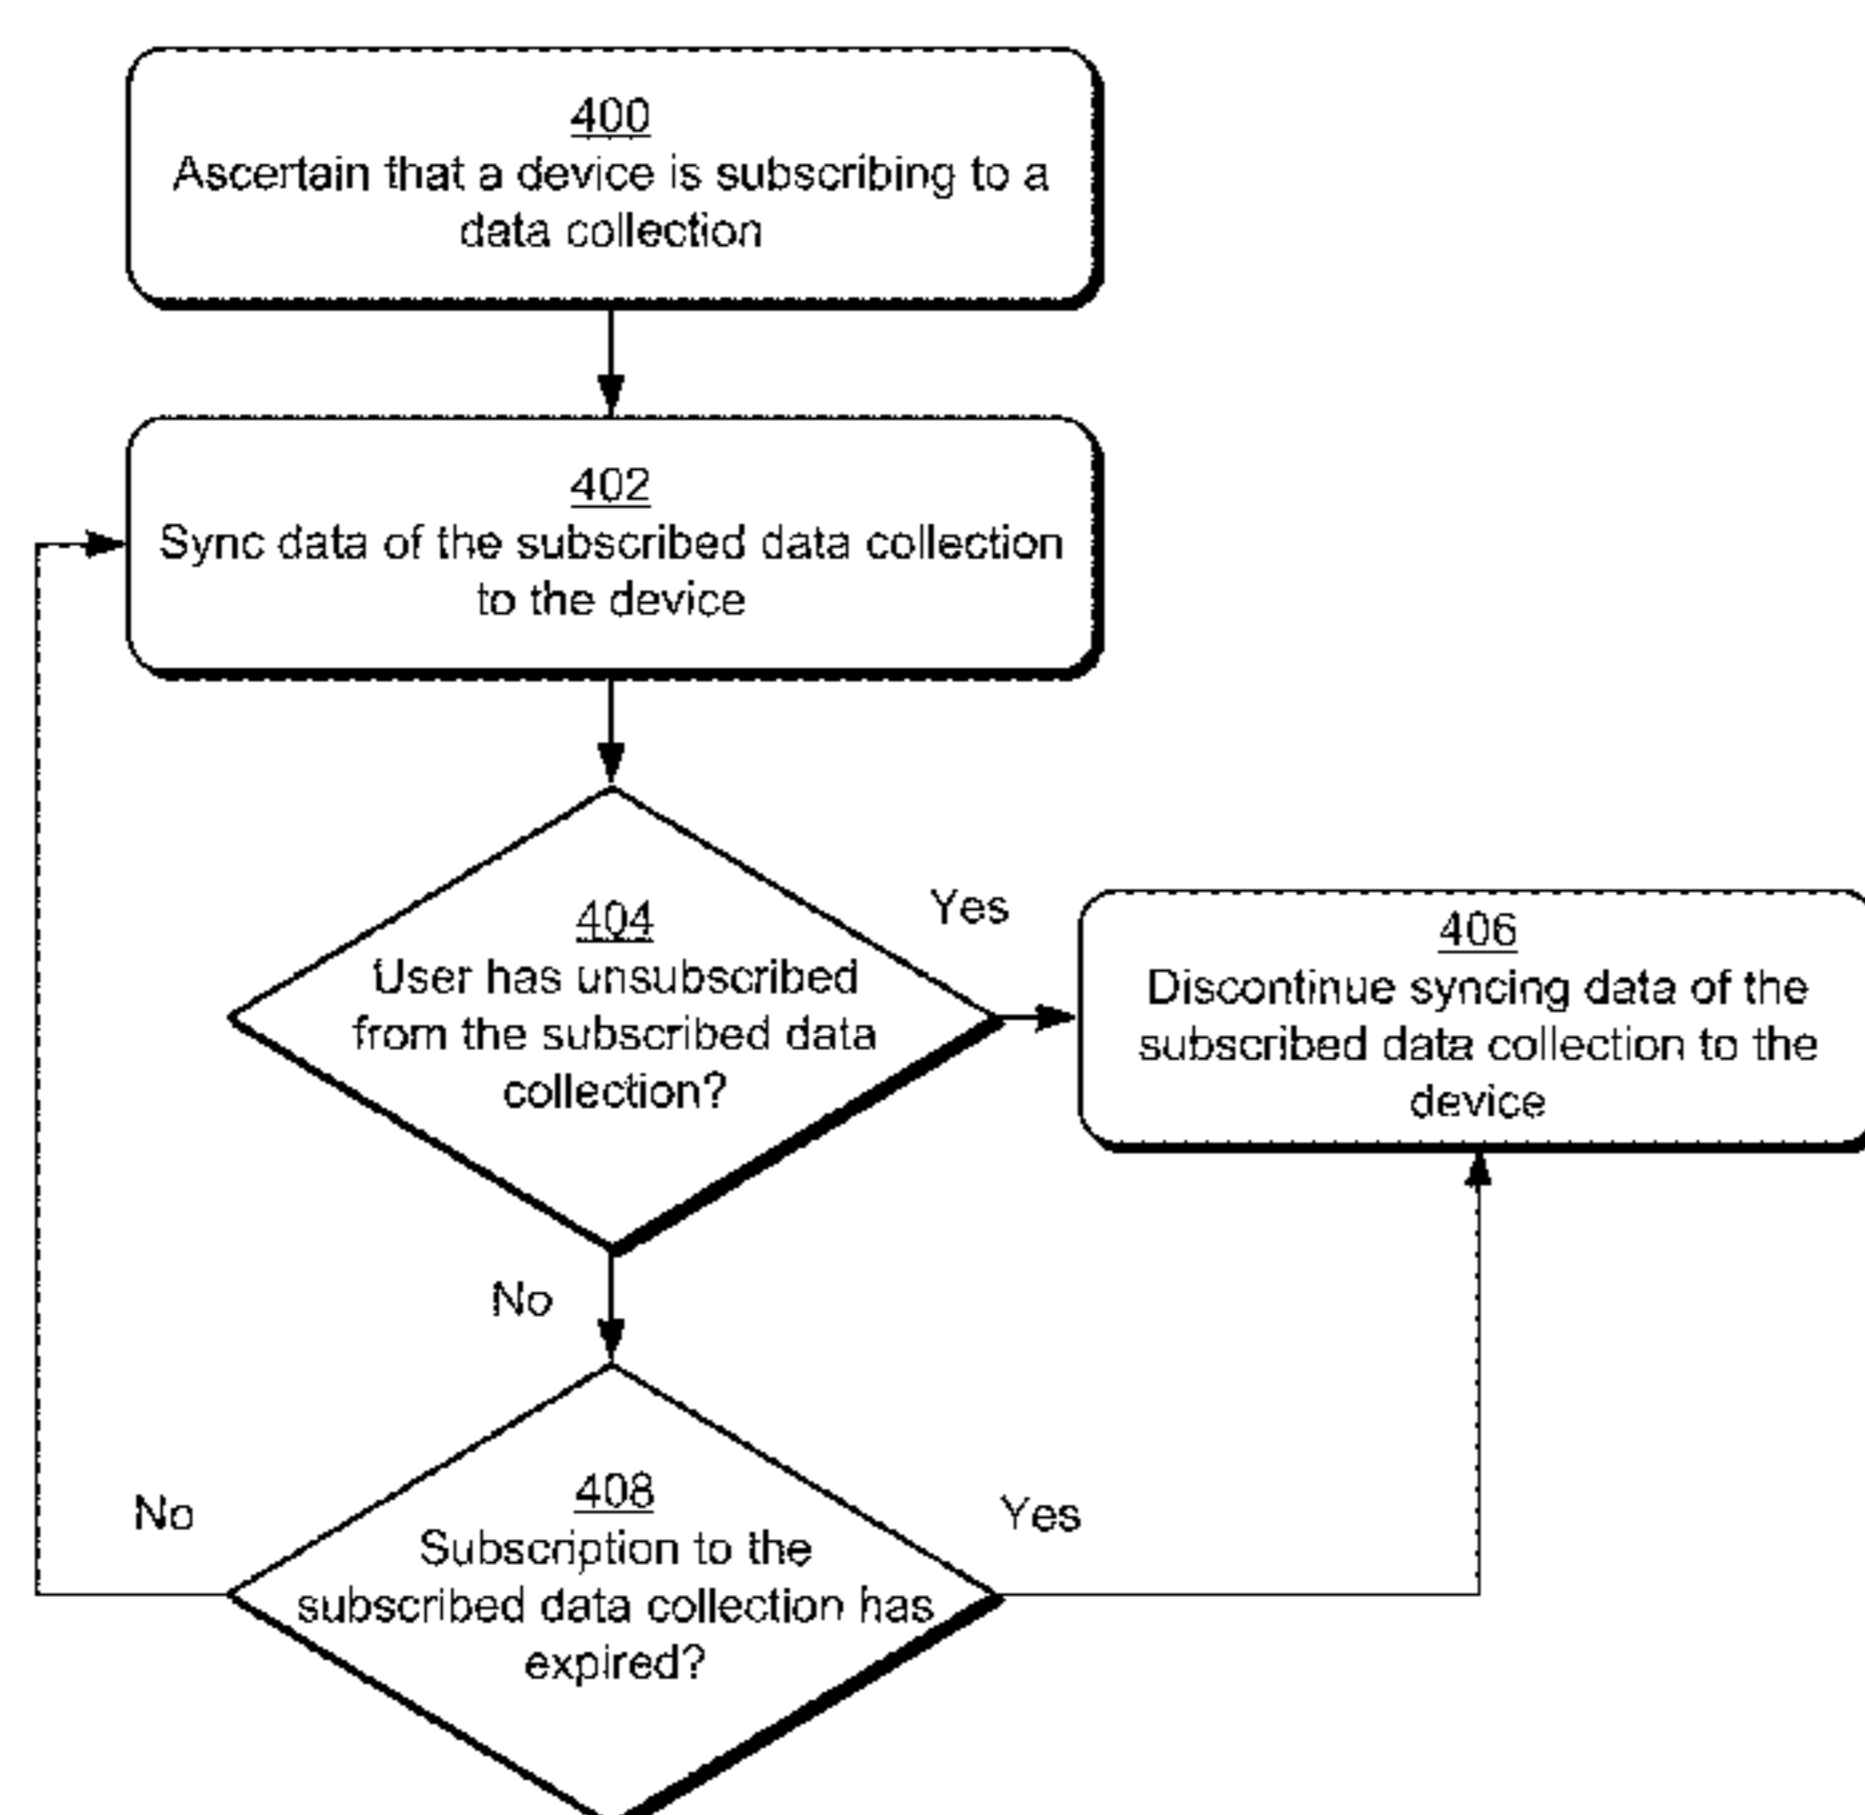 400
Ascertain that a device is subscribing to a
data collection
402
Sync data of the subscribed data collection
to the device
404
User has unsubscribed
from the subscribed data
collection?
Yes
406
Discontinue syncing data of the
subscribed data collection to the
device
No
408
Subscription to the
subscribed data collection has
expired?
No
Yes